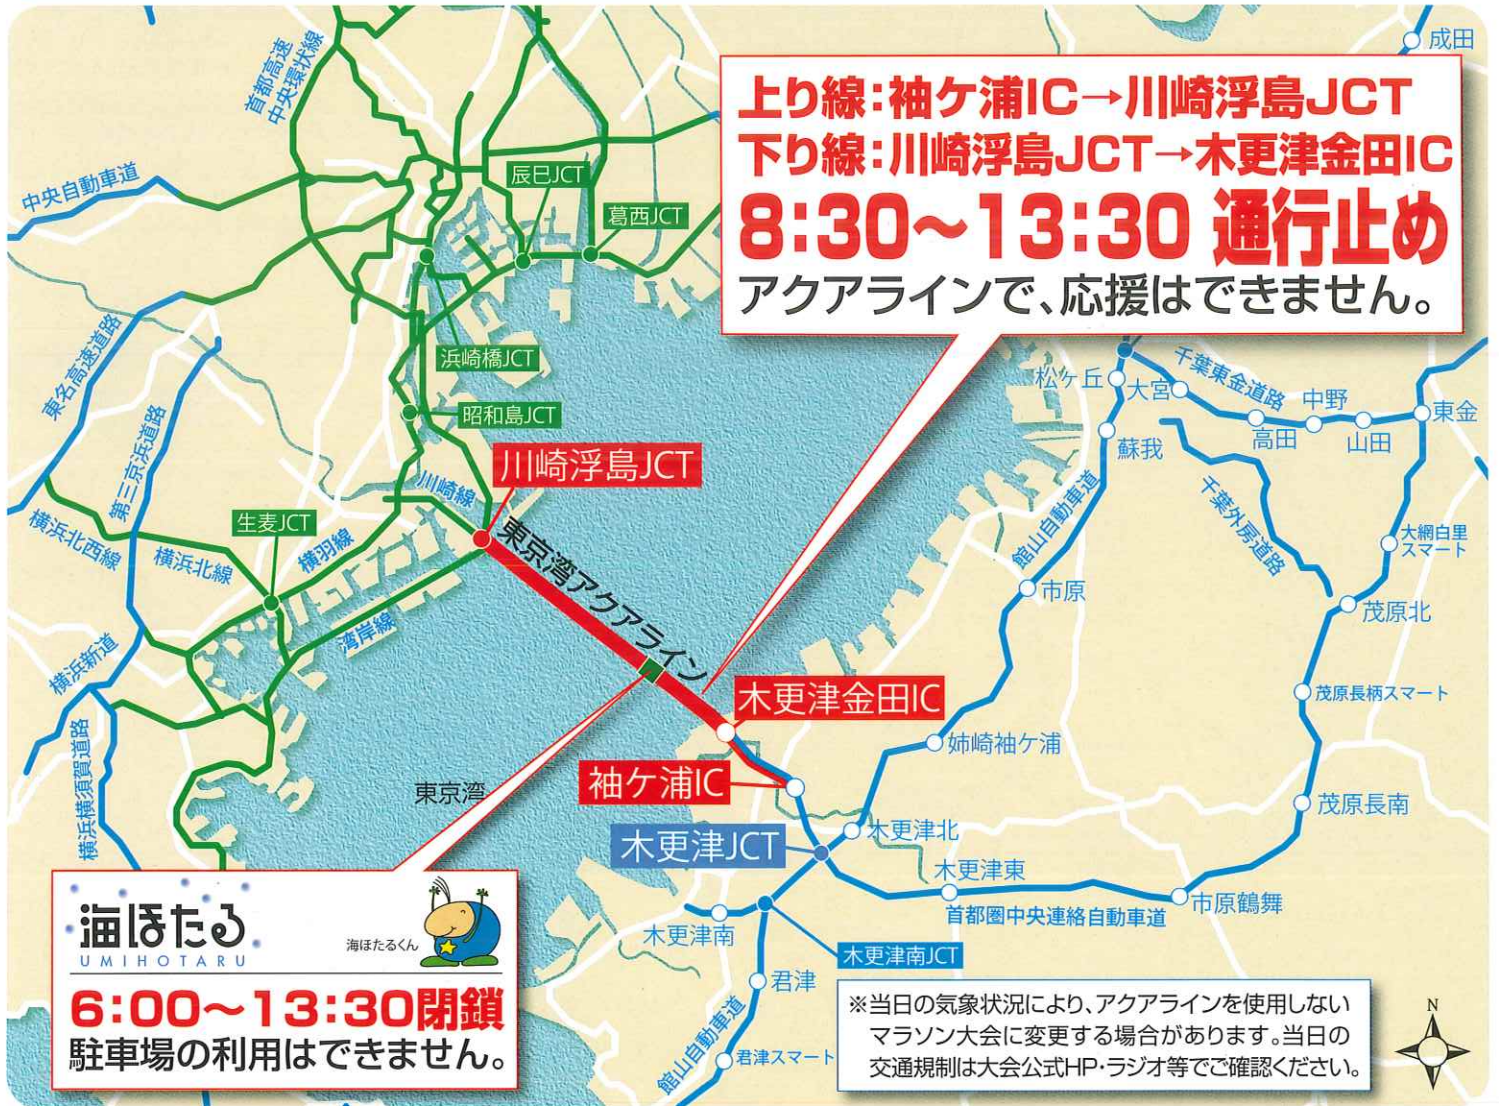 首都高速
中央環状線
成田
上り線:袖ケ浦IC→川崎浮島JCT
下り線:川崎浮島JCT→木更津金田IC
8:30～13:30 通行止め
アクアラインで、応援はできません。
中央自動車道
辰巳JCT
葛西JCT
浜崎橋JCT
昭和島JCT
東名高速道路
第三京浜道路
川崎浮島JCT
川崎線
生麦JCT
横羽線
横浜北西線
横浜北線
湾岸線
横浜新道
横浜横須賀道路
東京湾アクアライン
東京湾
松ヶ丘
大宮
千葉東金道路
高田
中野
山田
東金
蘇我
館山自動車道
千葉外房道路
大網白里
スマート
市原
茂原北
茂原長柄スマート
木更津金田IC
姉崎袖ケ浦
袖ケ浦IC
茂原長南
木更津北
木更津JCT
木更津東
首都圏中央連絡自動車道
市原鶴舞
木更津南
木更津南JCT
君津
館山自動車道
君津スマート
海ほたる
UMIHOTARU
海ほたるくん
6:00～13:30閉鎖
駐車場の利用はできません。
※当日の気象状況により、アクアラインを使用しない
マラソン大会に変更する場合があります。当日の
交通規制は大会公式HP・ラジオ等でご確認ください。
N